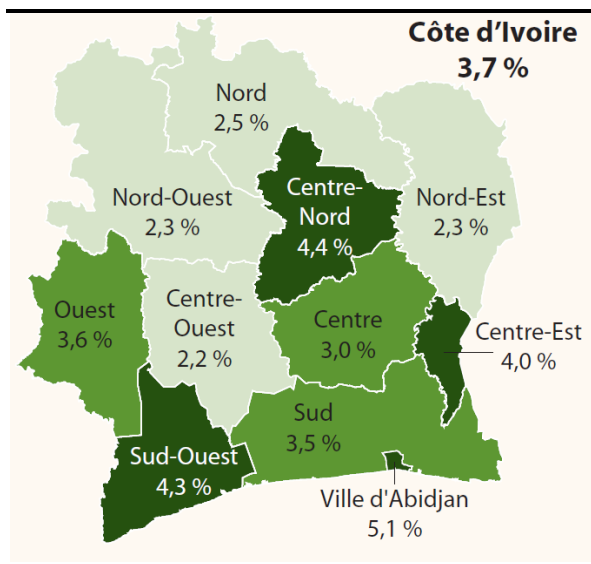 Côte d’Ivoire
3,7 %
Nord
2,5 %
Nord-Ouest
2,3 %
Centre-
Nord
4,4 %
Nord-Est
2,3 %
Ouest
3,6 %
Centre-
Ouest
2,2 %
Centre
3,0 %
Centre-Est
4,0 %
Sud
3,5 %
Sud-Ouest
4,3 %
Ville d'Abidjan
5,1 %